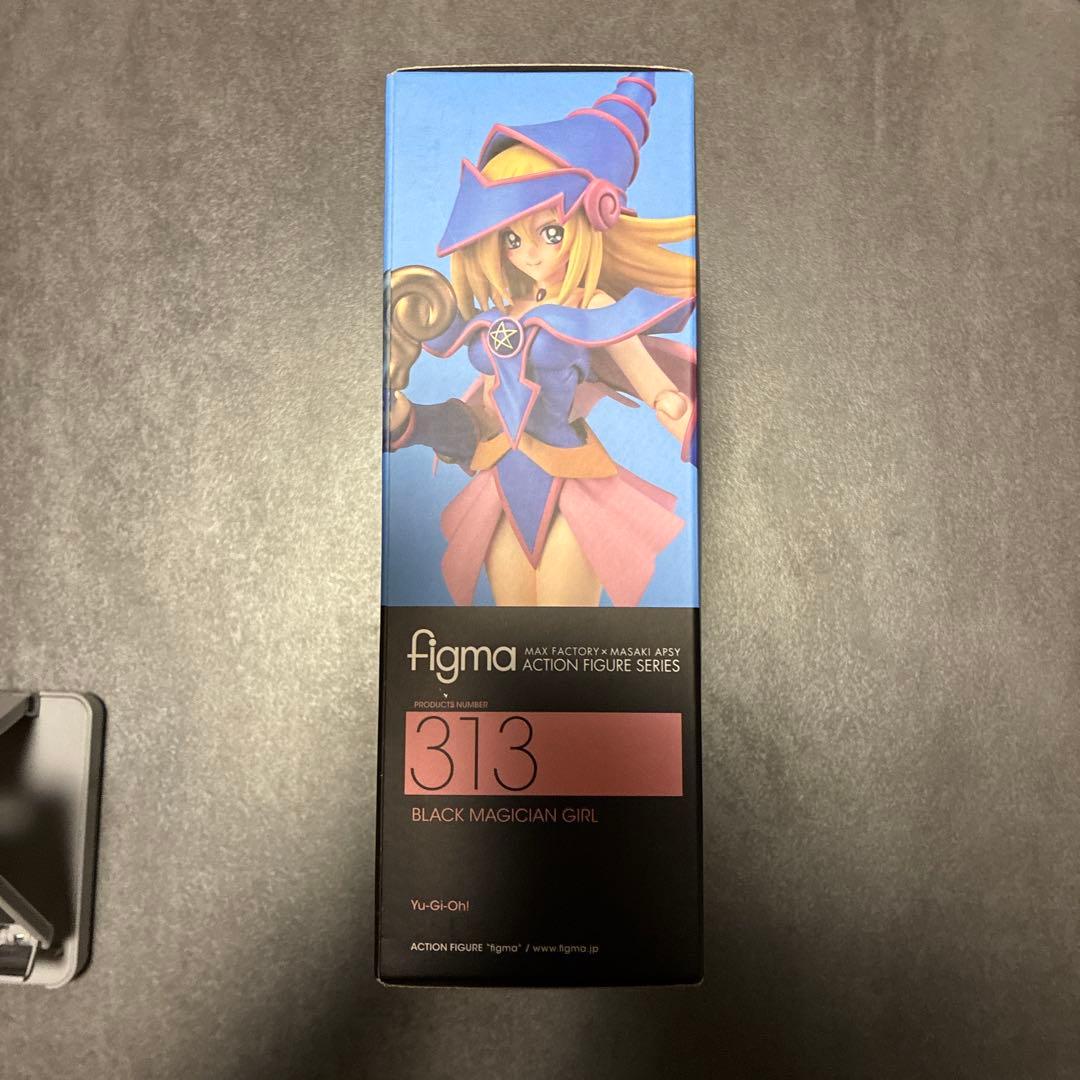 figma MAX FACTORY × MASAKI APSY
ACTION FIGURE SERIES
PRODUCTS NUMBER
313
BLACK MAGICIAN GIRL
Yu-Gi-Oh!
ACTION FIGURE "figma" / www.figma.jp